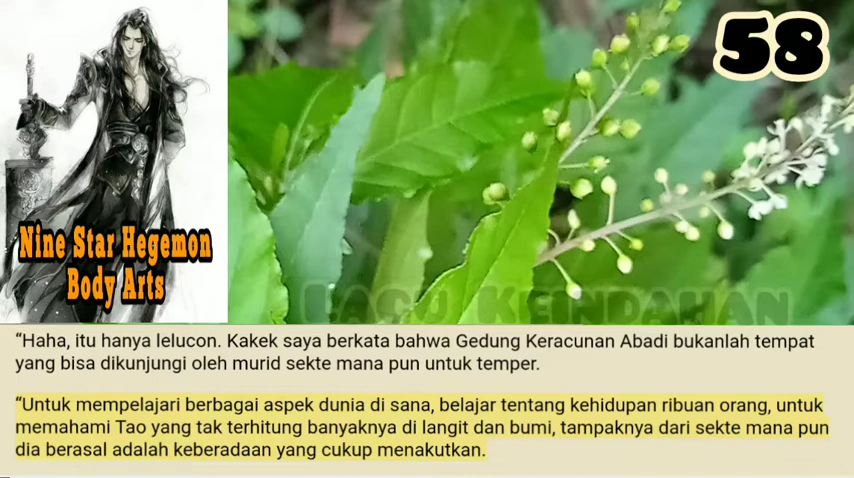 58
Nine Star Hegemon
Body Arts
LAGU KEINDAHAN
“Haha, itu hanya lelucon. Kakek saya berkata bahwa Gedung Keracunan Abadi bukanlah tempat
yang bisa dikunjungi oleh murid sekte mana pun untuk temper.
“Untuk mempelajari berbagai aspek dunia di sana, belajar tentang kehidupan ribuan orang, untuk
memahami Tao yang tak terhitung banyaknya di langit dan bumi, tampaknya dari sekte mana pun
dia berasal adalah keberadaan yang cukup menakutkan.